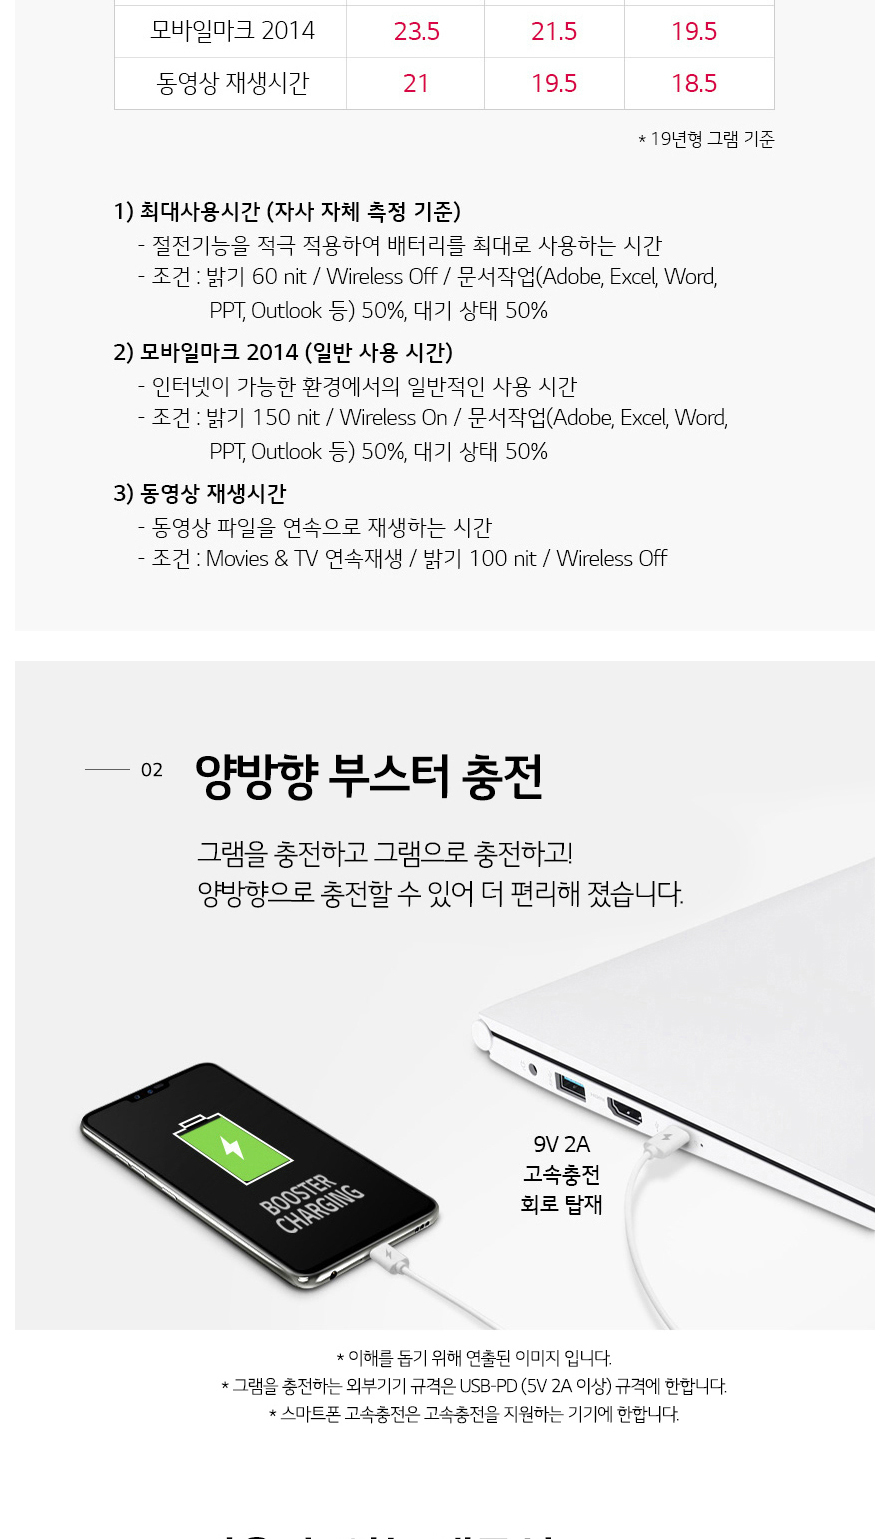 모바일마크 2014 23.5 21.5 19.5
동영상 재생시간 21 19.5 18.5
* 19년형 그램 기준
1) 최대사용시간 (자사 자체 측정 기준)
- 절전기능을 적극 적용하여 배터리를 최대로 사용하는 시간
- 조건 : 밝기 60 nit / Wireless Off / 문서작업(Adobe, Excel, Word,
PPT, Outlook 등) 50%, 대기 상태 50%
2) 모바일마크 2014 (일반 사용 시간)
- 인터넷이 가능한 환경에서의 일반적인 사용 시간
- 조건 : 밝기 150 nit / Wireless On / 문서작업(Adobe, Excel, Word,
PPT, Outlook 등) 50%, 대기 상태 50%
3) 동영상 재생시간
- 동영상 파일을 연속으로 재생하는 시간
- 조건 : Movies & TV 연속재생 / 밝기 100 nit / Wireless Off
02 양방향 부스터 충전
그램을 충전하고 그램으로 충전하고!
양방향으로 충전할 수 있어 더 편리해 졌습니다.
9V 2A
고속충전
회로 탑재
BOOSTER
CHARGING
* 이해를 돕기 위해 연출된 이미지 입니다.
* 그램을 충전하는 외부기기 규격은 USB-PD (5V 2A 이상) 규격에 한합니다.
* 스마트폰 고속충전은 고속충전을 지원하는 기기에 한합니다.